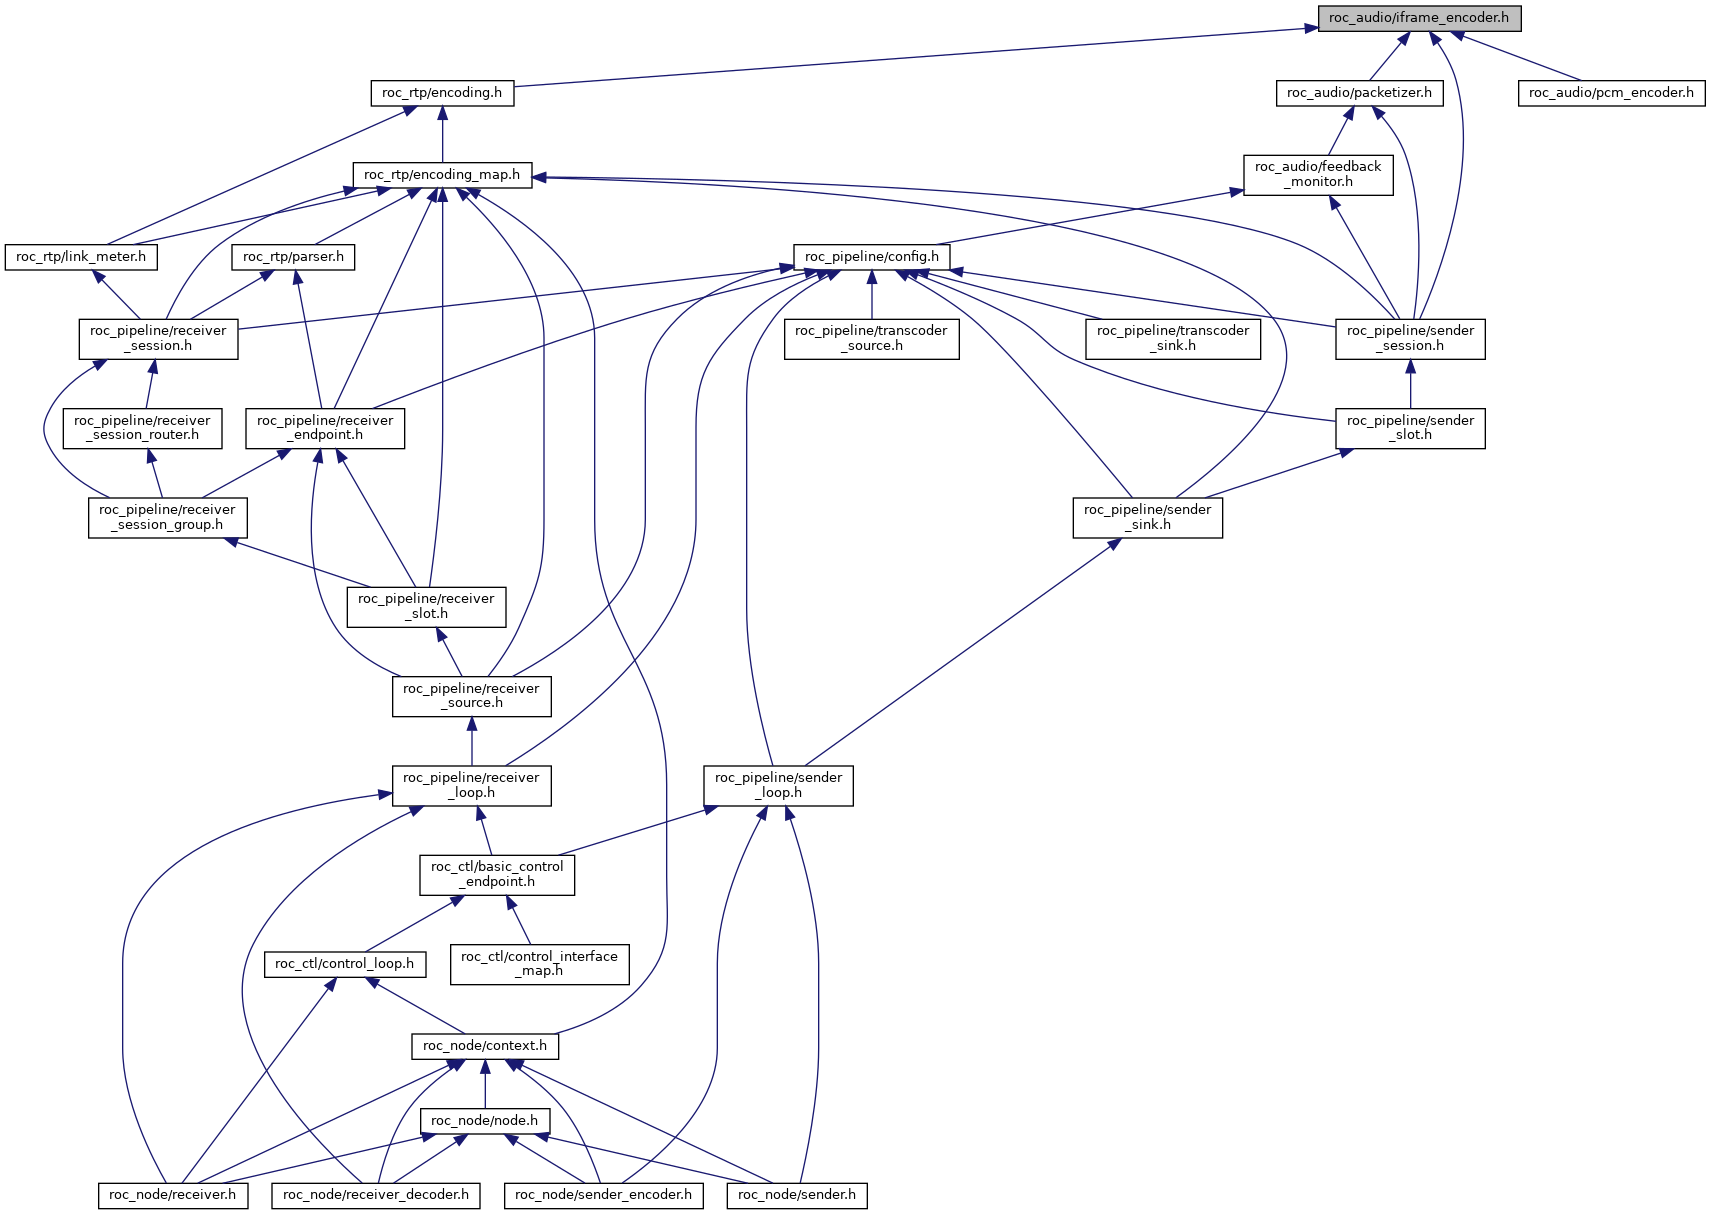 roc_audio/iframe_encoder.h
roc_rtp/encoding.h
roc_audio/packetizer.h
roc_audio/pcm_encoder.h
roc_audio/feedback
_monitor.h
roc_rtp/encoding_map.h
roc_rtp/link_meter.h
roc_rtp/parser.h
roc_pipeline/config.h
roc_pipeline/receiver
_session.h
roc_pipeline/transcoder
_source.h
roc_pipeline/transcoder
_sink.h
roc_pipeline/sender
_session.h
roc_pipeline/receiver
_session_router.h
roc_pipeline/receiver
_endpoint.h
roc_pipeline/sender
_slot.h
roc_pipeline/receiver
_session_group.h
roc_pipeline/sender
_sink.h
roc_pipeline/receiver
_slot.h
roc_pipeline/receiver
_source.h
roc_pipeline/receiver
_loop.h
roc_pipeline/sender
_loop.h
roc_ctl/basic_control
_endpoint.h
roc_ctl/control_loop.h
roc_ctl/control_interface
_map.h
roc_node/context.h
roc_node/node.h
roc_node/receiver.h
roc_node/receiver_decoder.h
roc_node/sender_encoder.h
roc_node/sender.h